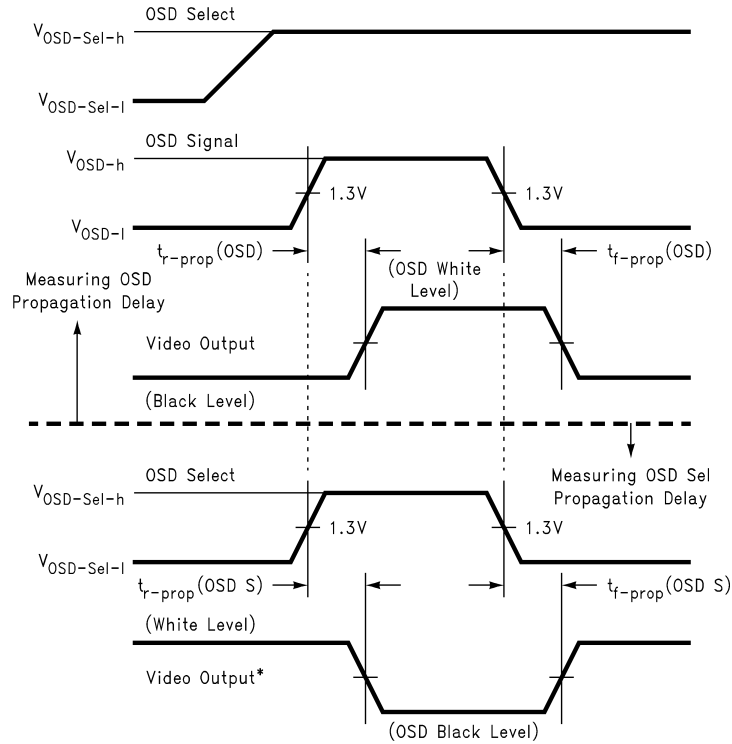 OSD Select
VOSD-Sel-h
VOSD-Sel-l
OSD Signal
VOSD-h
1.3V
1.3V
VOSD-l
tr-prop(OSD)
(OSD White
Level)
tf-prop(OSD)
Measuring OSD
Propagation Delay
Video Output
(Black Level)
OSD Select
Measuring OSD Sel
Propagation Delay
VOSD-Sel-h
1.3V
1.3V
VOSD-Sel-l
tr-prop(OSD S)
tf-prop(OSD S)
(White Level)
Video Output*
(OSD Black Level)